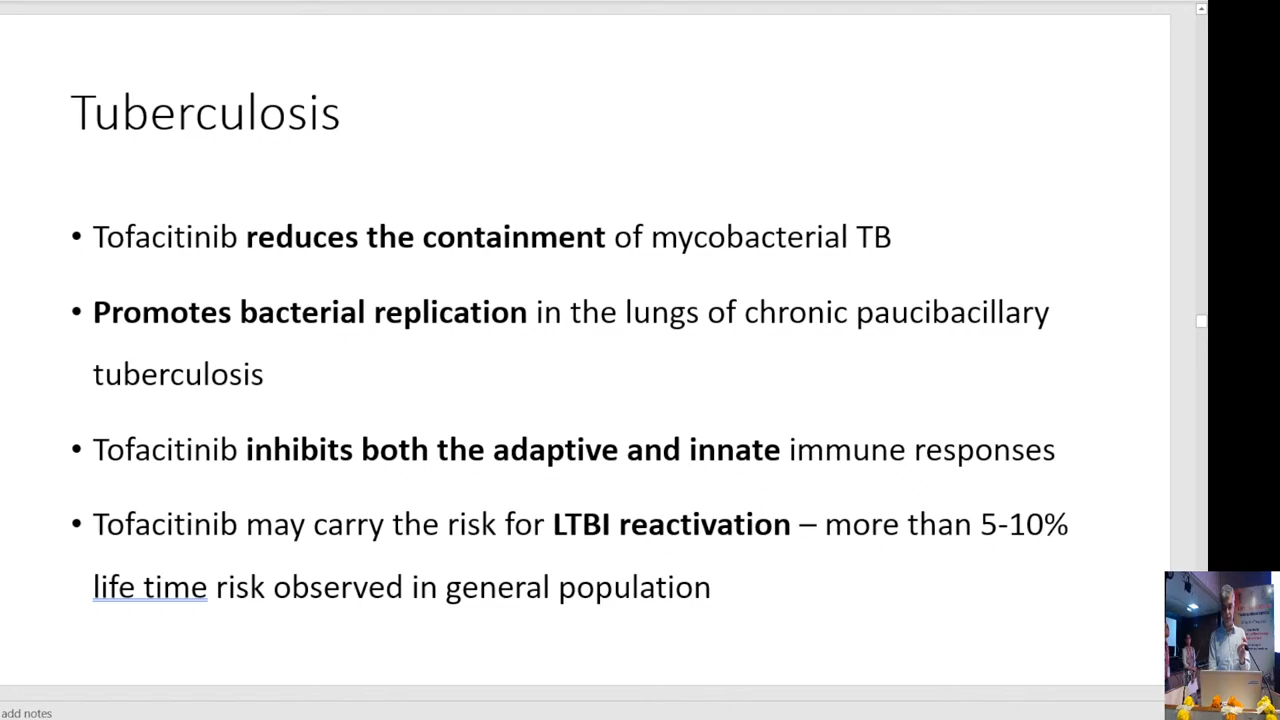 Tuberculosis
• Tofacitinib reduces the containment of mycobacterial TB
• Promotes bacterial replication in the lungs of chronic paucibacillary
tuberculosis
• Tofacitinib inhibits both the adaptive and innate immune responses
• Tofacitinib may carry the risk for LTBI reactivation – more than 5-10%
life time risk observed in general population
add notes